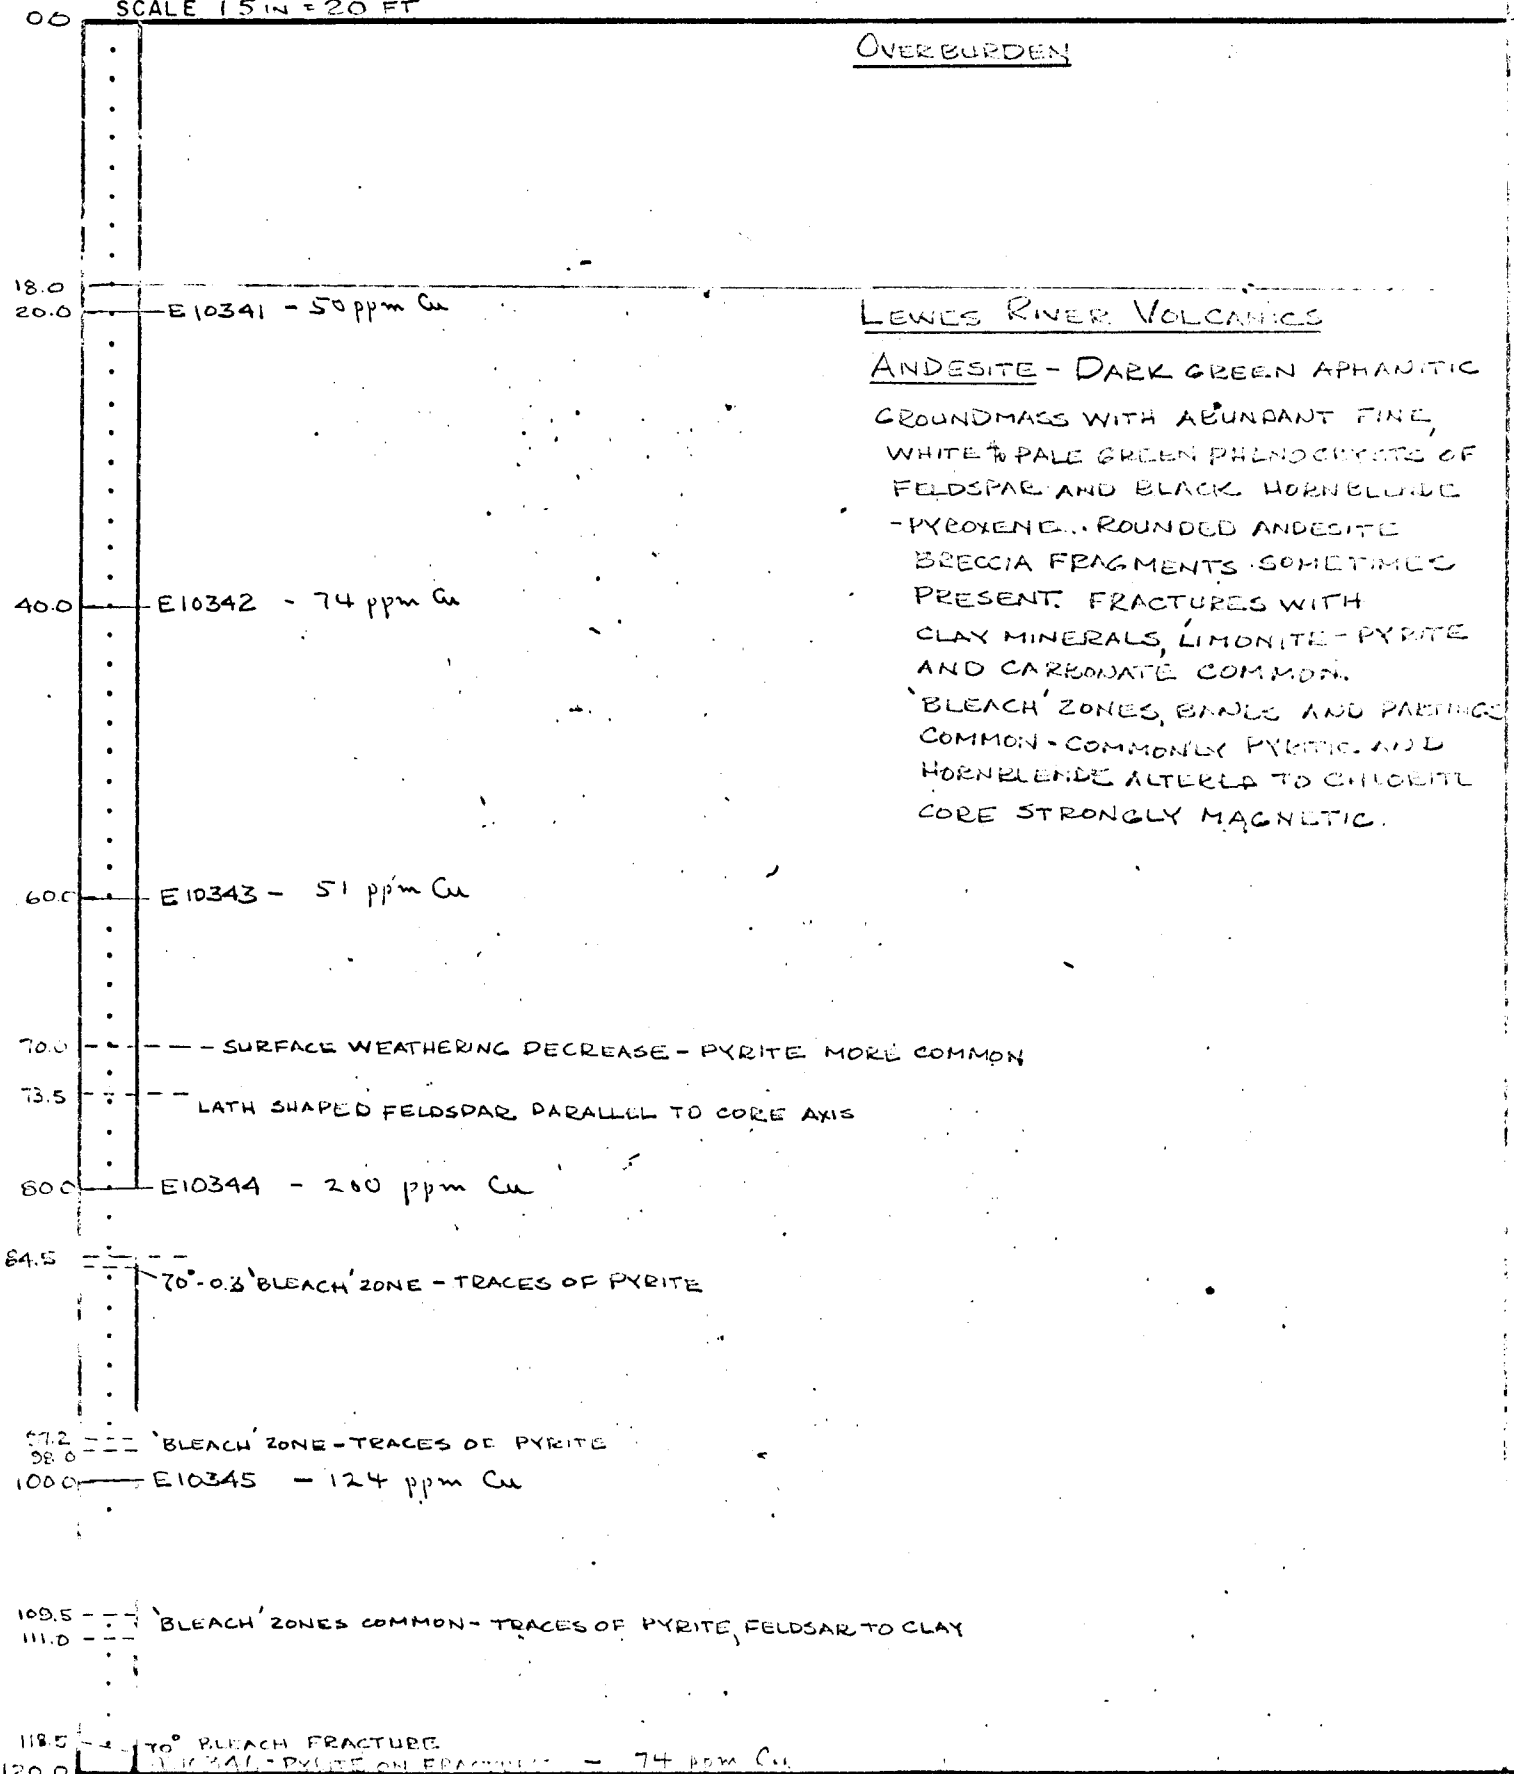 SCALE 1.5 IN = 20 FT
0.0
OVERBURDEN
18.0
20.0 E10341 - 50 ppm Cu
LEWES RIVER VOLCANICS
ANDESITE - DARK GREEN APHANITIC
GROUNDMASS WITH ABUNDANT FINE,
WHITE to PALE GREEN PHENOCRYSTS OF
FELDSPAR AND BLACK HORNBLENDE
-PYROXENE. ROUNDED ANDESITE
BRECCIA FRAGMENTS SOMETIMES
PRESENT. FRACTURES WITH
CLAY MINERALS, LIMONITE - PYRITE
AND CARBONATE COMMON.
'BLEACH' ZONES, BANDS AND PARTINGS
COMMON - COMMONLY PYRITIC AND
HORNBLENDE ALTERED TO CHLORITE
CORE STRONGLY MAGNETIC.
40.0 E10342 - 74 ppm Cu
60.0 E10343 - 51 ppm Cu
70.0 SURFACE WEATHERING DECREASE - PYRITE MORE COMMON
73.5 LATH SHAPED FELDSPAR PARALLEL TO CORE AXIS
80.0 E10344 - 200 ppm Cu
84.5
70° - 0.3 'BLEACH' ZONE - TRACES OF PYRITE
97.2 'BLEACH' ZONE - TRACES OF PYRITE
98.0
100.0 E10345 - 124 ppm Cu
109.5 'BLEACH' ZONES COMMON - TRACES OF PYRITE, FELDSAR TO CLAY
111.0
118.5 70° BLEACH FRACTURE
120.0 E10346 - PYRITE ON FRACTURES - 74 ppm Cu